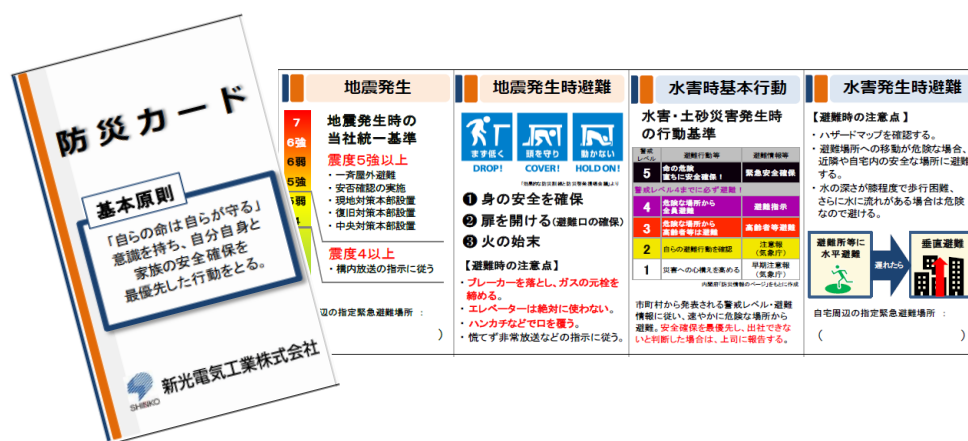 防災カード
基本原則
「自らの命は自らが守る」
意識を持ち、自分自身と
家族の安全確保を
最優先した行動をとる。
SHINKO
新光電気工業株式会社
地震発生
7
6強
6弱
5強
5弱
4
地震発生時の
当社統一基準
震度5強以上
・一斉屋外避難
・安否確認の実施
・現地対策本部設置
・復旧対策本部設置
・中央対策本部設置
震度4以上
・構内放送の指示に従う
辺の指定緊急避難場所 :
)
地震発生時避難
まず低く
頭を守り
動かない
DROP!
COVER!
HOLD ON!
❶ 身の安全を確保
❷ 扉を開ける(避難口の確保)
❸ 火の始末
【避難時の注意点】
・ブレーカーを落とし、ガスの元栓を
締める。
・エレベーターは絶対に使わない。
・ハンカチなどで口を覆う。
・慌てず非常放送などの指示に従う。
水害時基本行動
水害・土砂災害発生時
の行動基準
警戒
レベル
避難行動等
避難情報等
5
命の危険
直ちに安全確保!
緊急安全確保
警戒レベル4までに必ず避難!
4
危険な場所から
全員避難
避難指示
3
危険な場所から
高齢者等は避難
高齢者等避難
2
自らの避難行動を確認
注意報
(気象庁)
1
災害への心構えを高める
早期注意報
(気象庁)
内閣府「防災情報のページ」をもとに作成
市町村から発表される警戒レベル・避難
情報に従い、速やかに危険な場所から
避難。安全確保を最優先し、出社できな
いと判断した場合は、上司に報告する。
水害発生時避難
【避難時の注意点】
・ハザードマップを確認する。
・避難場所への移動が危険な場合、
近隣や自宅内の安全な場所に避難
する。
・水の深さが膝程度で歩行困難、
さらに水に流れがある場合は危険
なので避ける。
避難所等に
水平避難
遅れたら
垂直避難
自宅周辺の指定緊急避難場所 :
( )